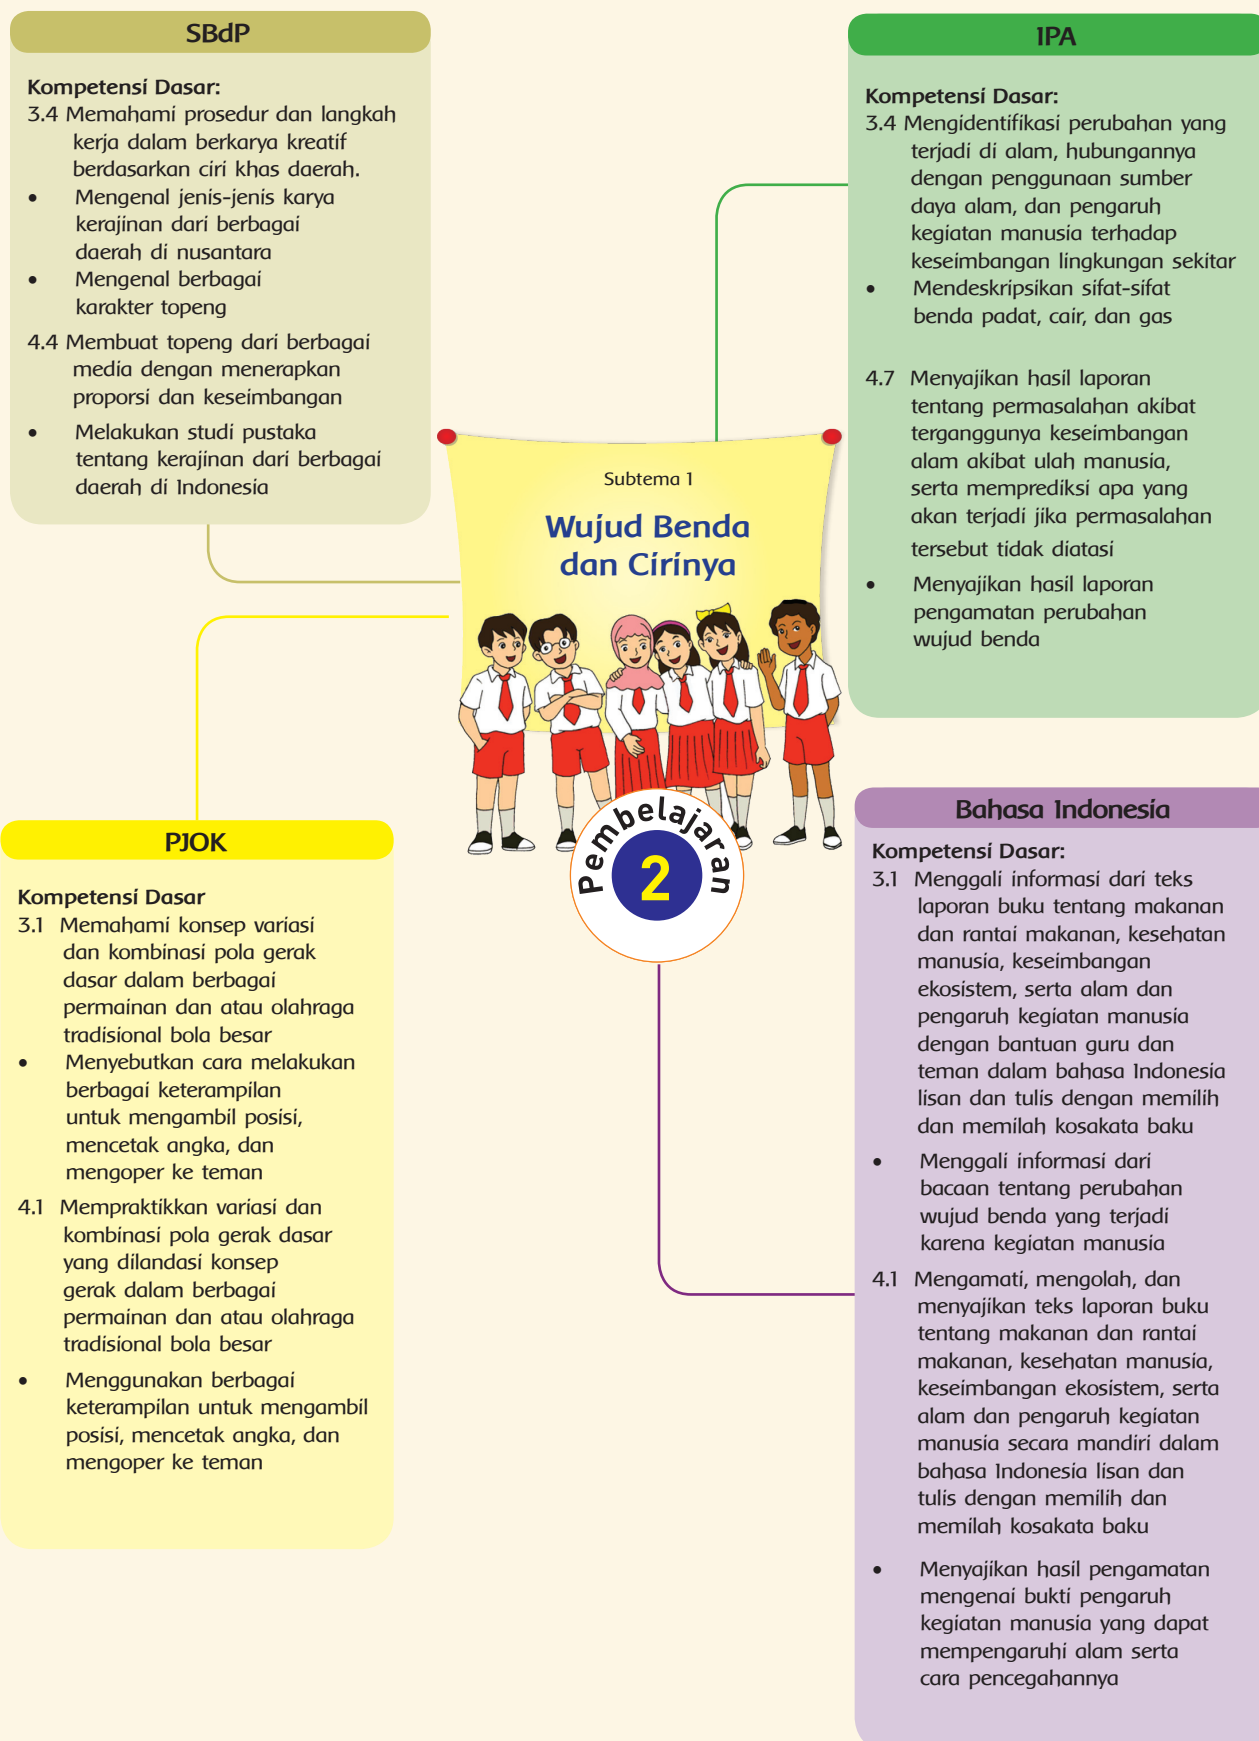 SBdP
Kompetensi Dasar:
3.4 Memahami prosedur dan langkah
kerja dalam berkarya kreatif
berdasarkan ciri khas daerah.
• Mengenal jenis-jenis karya
kerajinan dari berbagai
daerah di nusantara
• Mengenal berbagai
karakter topeng
4.4 Membuat topeng dari berbagai
media dengan menerapkan
proporsi dan keseimbangan
• Melakukan studi pustaka
tentang kerajinan dari berbagai
daerah di Indonesia
IPA
Kompetensi Dasar:
3.4 Mengidentifikasi perubahan yang
terjadi di alam, hubungannya
dengan penggunaan sumber
daya alam, dan pengaruh
kegiatan manusia terhadap
keseimbangan lingkungan sekitar
• Mendeskripsikan sifat-sifat
benda padat, cair, dan gas
4.7 Menyajikan hasil laporan
tentang permasalahan akibat
terganggunya keseimbangan
alam akibat ulah manusia,
serta memprediksi apa yang
akan terjadi jika permasalahan
tersebut tidak diatasi
• Menyajikan hasil laporan
pengamatan perubahan
wujud benda
Subtema 1
Wujud Benda
dan Cirinya
Pembelajaran
2
PJOK
Kompetensi Dasar
3.1 Memahami konsep variasi
dan kombinasi pola gerak
dasar dalam berbagai
permainan dan atau olahraga
tradisional bola besar
• Menyebutkan cara melakukan
berbagai keterampilan
untuk mengambil posisi,
mencetak angka, dan
mengoper ke teman
4.1 Mempraktikkan variasi dan
kombinasi pola gerak dasar
yang dilandasi konsep
gerak dalam berbagai
permainan dan atau olahraga
tradisional bola besar
• Menggunakan berbagai
keterampilan untuk mengambil
posisi, mencetak angka, dan
mengoper ke teman
Bahasa Indonesia
Kompetensi Dasar:
3.1 Menggali informasi dari teks
laporan buku tentang makanan
dan rantai makanan, kesehatan
manusia, keseimbangan
ekosistem, serta alam dan
pengaruh kegiatan manusia
dengan bantuan guru dan
teman dalam bahasa Indonesia
lisan dan tulis dengan memilih
dan memilah kosakata baku
• Menggali informasi dari
bacaan tentang perubahan
wujud benda yang terjadi
karena kegiatan manusia
4.1 Mengamati, mengolah, dan
menyajikan teks laporan buku
tentang makanan dan rantai
makanan, kesehatan manusia,
keseimbangan ekosistem, serta
alam dan pengaruh kegiatan
manusia secara mandiri dalam
bahasa Indonesia lisan dan
tulis dengan memilih dan
memilah kosakata baku
• Menyajikan hasil pengamatan
mengenai bukti pengaruh
kegiatan manusia yang dapat
mempengaruhi alam serta
cara pencegahannya